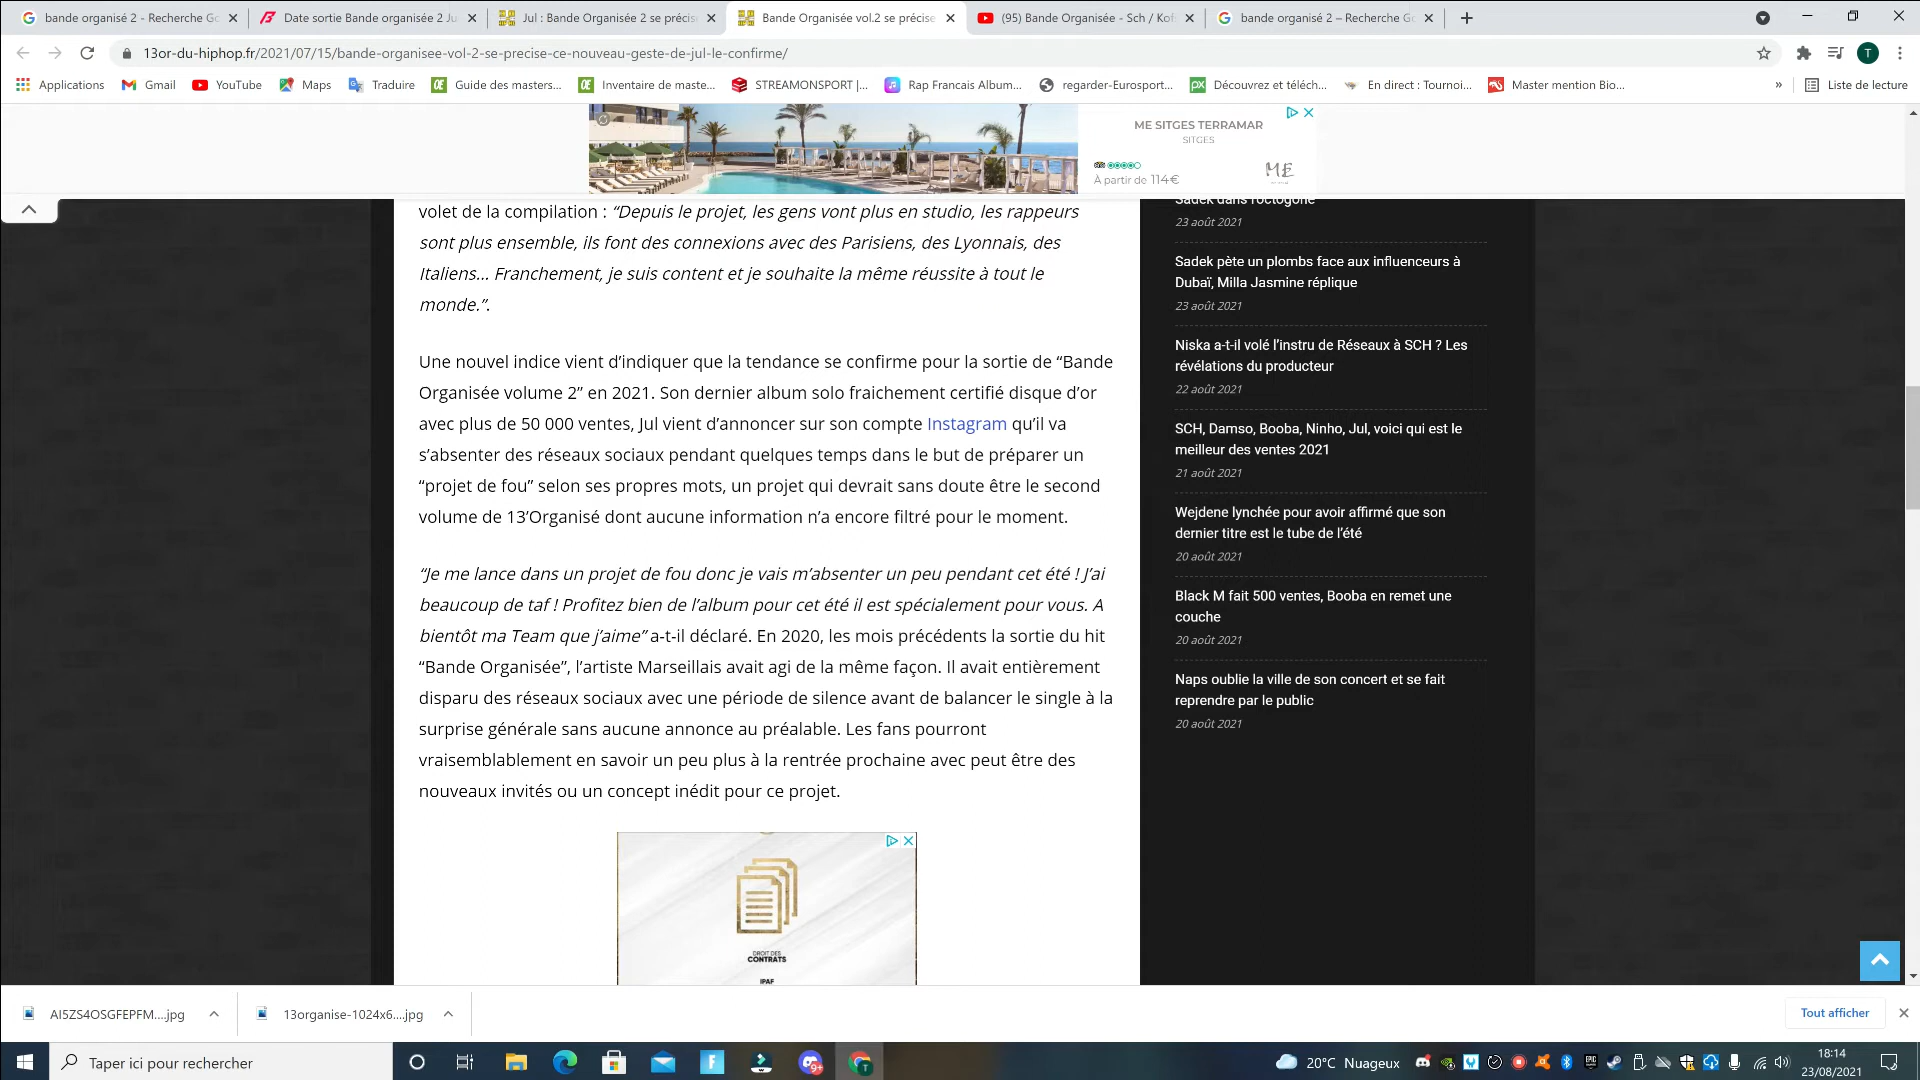 bande organisé 2 - Recherche Go
Date sortie Bande organisée 2 Ju
Jul : Bande Organisée 2 se précis
Bande Organisée vol.2 se précise
(95) Bande Organisée - Sch / Kof
bande organisé 2 – Recherche Go
13or-du-hiphop.fr/2021/07/15/bande-organisee-vol-2-se-precise-ce-nouveau-geste-de-jul-le-confirme/
T
Applications
Gmail
YouTube
Maps
Traduire
Guide des masters...
Inventaire de maste...
STREAMONSPORT |...
Rap Francais Album...
regarder-Eurosport...
Découvrez et téléch...
En direct : Tournoi...
Master mention Bio...
»
Liste de lecture
ME SITGES TERRAMAR
SITGES
À partir de 114€
ME
volet de la compilation : “Depuis le projet, les gens vont plus en studio, les rappeurs
sont plus ensemble, ils font des connexions avec des Parisiens, des Lyonnais, des
Italiens… Franchement, je suis content et je souhaite la même réussite à tout le
monde.”.
Une nouvel indice vient d’indiquer que la tendance se confirme pour la sortie de “Bande
Organisée volume 2” en 2021. Son dernier album solo fraichement certifié disque d’or
avec plus de 50 000 ventes, Jul vient d’annoncer sur son compte Instagram qu’il va
s’absenter des réseaux sociaux pendant quelques temps dans le but de préparer un
“projet de fou” selon ses propres mots, un projet qui devrait sans doute être le second
volume de 13’Organisé dont aucune information n’a encore filtré pour le moment.
“Je me lance dans un projet de fou donc je vais m’absenter un peu pendant cet été ! J’ai
beaucoup de taf ! Profitez bien de l’album pour cet été il est spécialement pour vous. A
bientôt ma Team que j’aime” a-t-il déclaré. En 2020, les mois précédents la sortie du hit
“Bande Organisée”, l’artiste Marseillais avait agi de la même façon. Il avait entièrement
disparu des réseaux sociaux avec une période de silence avant de balancer le single à la
surprise générale sans aucune annonce au préalable. Les fans pourront
vraisemblablement en savoir un peu plus à la rentrée prochaine avec peut être des
nouveaux invités ou un concept inédit pour ce projet.
DROIT DES
CONTRATS
IPAF
Sadek dans l’octogone
23 août 2021
Sadek pète un plombs face aux influenceurs à
Dubaï, Milla Jasmine réplique
23 août 2021
Niska a-t-il volé l’instru de Réseaux à SCH ? Les
révélations du producteur
22 août 2021
SCH, Damso, Booba, Ninho, Jul, voici qui est le
meilleur des ventes 2021
21 août 2021
Wejdene lynchée pour avoir affirmé que son
dernier titre est le tube de l’été
20 août 2021
Black M fait 500 ventes, Booba en remet une
couche
20 août 2021
Naps oublie la ville de son concert et se fait
reprendre par le public
20 août 2021
AI5ZS4OSGFEPFM....jpg
13organise-1024x6....jpg
Tout afficher
Taper ici pour rechercher
9+
20°C Nuageux
18:14
23/08/2021